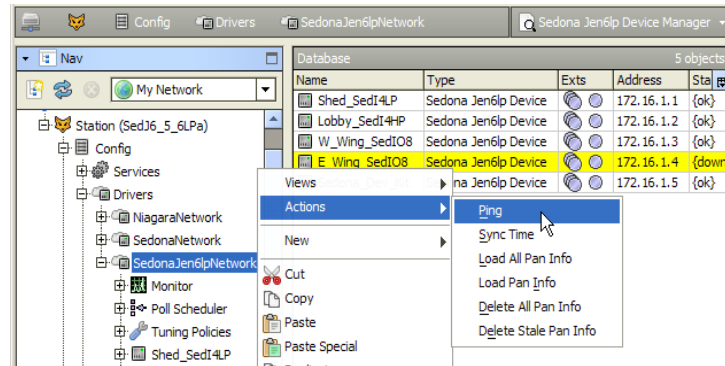 Config Drivers SedonaJen6lpNetwork Sedona Jen6lp Device Manager
Nav
My Network
Station (SedJ6_5_6LPa)
Config
Services
Drivers
NiagaraNetwork
SedonaNetwork
SedonaJen6lpNetwork
Monitor
Poll Scheduler
Tuning Policies
Shed_SedI4LP
Database 5 objects
Name Type Exts Address Sta
Shed_SedI4LP Sedona Jen6lp Device 172.16.1.1 {ok}
Lobby_SedI4HP Sedona Jen6lp Device 172.16.1.2 {ok}
W_Wing_SedIO8 Sedona Jen6lp Device 172.16.1.3 {ok}
E_Wing_SedIO8 Sedona Jen6lp Device 172.16.1.4 {down
na Jen6lp Device 172.16.1.5 {ok}
Views
Actions
New
Cut
Copy
Paste
Paste Special
Ping
Sync Time
Load All Pan Info
Load Pan Info
Delete All Pan Info
Delete Stale Pan Info